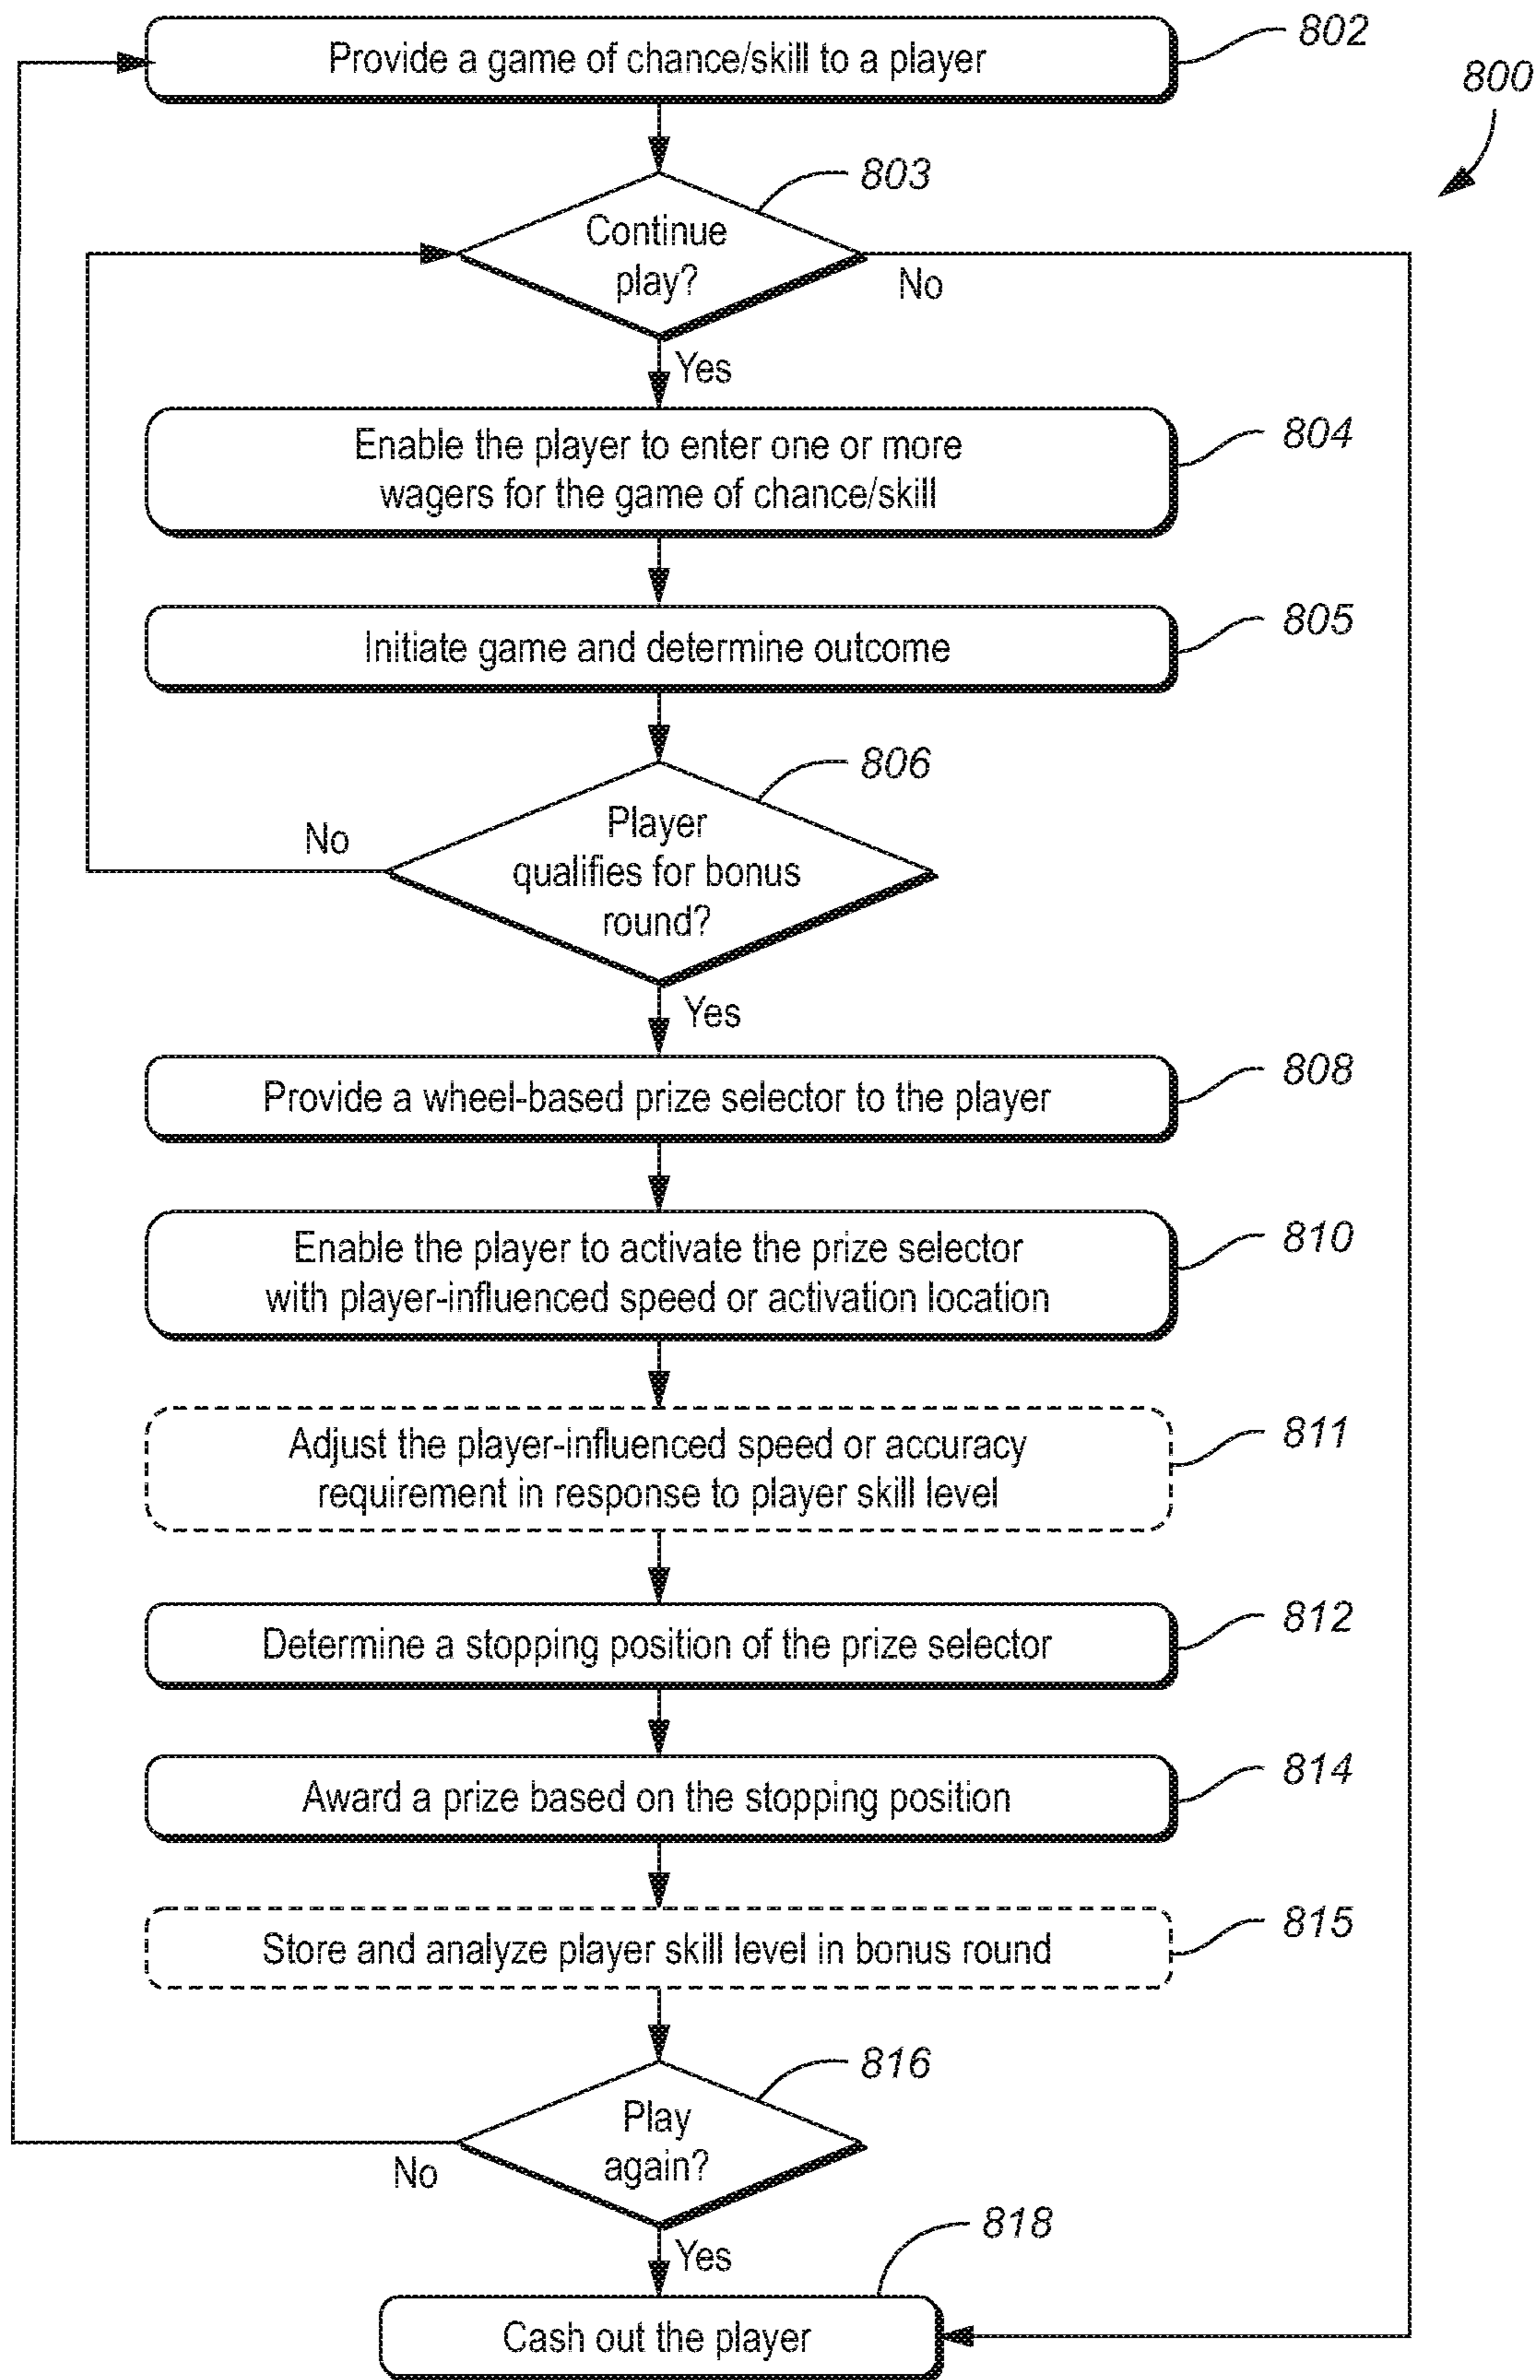 Provide a game of chance/skill to a player
802
800
803
Continue
play?
No
Yes
Enable the player to enter one or more
wagers for the game of chance/skill
804
Initiate game and determine outcome
805
806
Player
qualifies for bonus
round?
No
Yes
Provide a wheel-based prize selector to the player
808
Enable the player to activate the prize selector
with player-influenced speed or activation location
810
Adjust the player-influenced speed or accuracy
requirement in response to player skill level
811
Determine a stopping position of the prize selector
812
Award a prize based on the stopping position
814
Store and analyze player skill level in bonus round
815
816
Play
again?
No
Yes
818
Cash out the player